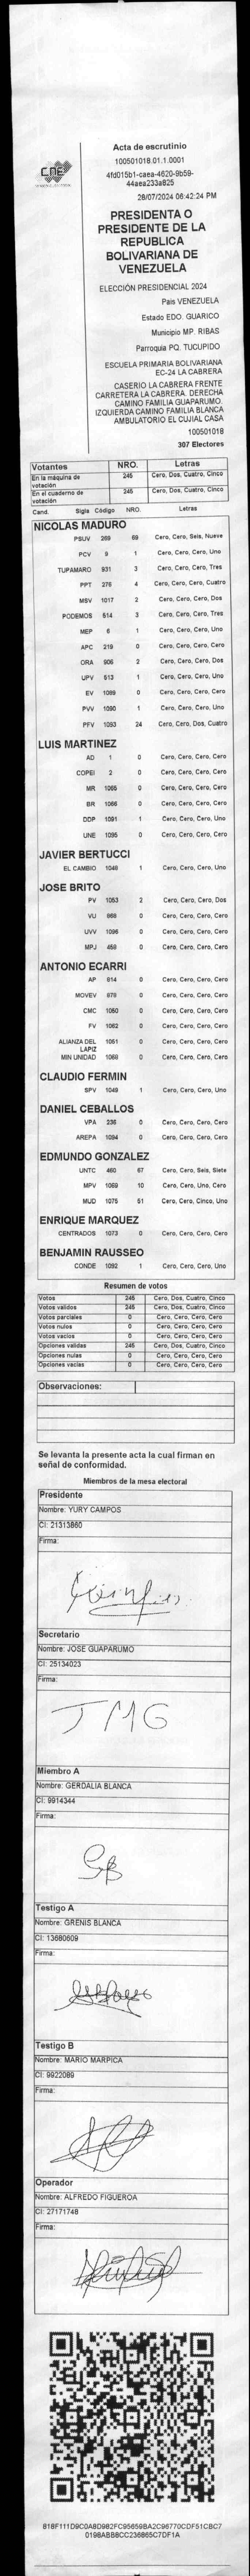 CNE
Acta de escrutinio
100501018.01.1.0001
4fd015b1-caea-4620-9b59-
44aea233a825
28/07/2024 06:42:24 PM
PRESIDENTA O
PRESIDENTE DE LA
REPUBLICA
BOLIVARIANA DE
VENEZUELA
ELECCIÓN PRESIDENCIAL 2024
Pais VENEZUELA
Estado EDO. GUARICO
Municipio MP. RIBAS
Parroquia PQ. TUCUPIDO
ESCUELA PRIMARIA BOLIVARIANA
EC-24 LA CABRERA
CASERIO LA CABRERA FRENTE
CARRETERA LA CABRERA. DERECHA
CAMINO FAMILIA GUAPARUMO.
IZQUIERDA CAMINO FAMILIA BLANCA
AMBULATORIO EL CUJIAL CASA
100501018
307 Electores
Votantes NRO. Letras
En la máquina de votación 245 Cero, Dos, Cuatro, Cinco
En el cuaderno de votación 245 Cero, Dos, Cuatro, Cinco
Cand. Sigla Código NRO. Letras
NICOLAS MADURO
PSUV 269 69 Cero, Cero, Seis, Nueve
PCV 9 1 Cero, Cero, Cero, Uno
TUPAMARO 931 3 Cero, Cero, Cero, Tres
PPT 276 4 Cero, Cero, Cero, Cuatro
MSV 1017 2 Cero, Cero, Cero, Dos
PODEMOS 514 3 Cero, Cero, Cero, Tres
MEP 6 1 Cero, Cero, Cero, Uno
APC 219 0 Cero, Cero, Cero, Cero
ORA 906 2 Cero, Cero, Cero, Dos
UPV 613 1 Cero, Cero, Cero, Uno
EV 1089 0 Cero, Cero, Cero, Cero
PVV 1090 1 Cero, Cero, Cero, Uno
PFV 1093 24 Cero, Cero, Dos, Cuatro
LUIS MARTINEZ
AD 1 0 Cero, Cero, Cero, Cero
COPEI 2 0 Cero, Cero, Cero, Cero
MR 1065 0 Cero, Cero, Cero, Cero
BR 1066 0 Cero, Cero, Cero, Cero
DDP 1091 1 Cero, Cero, Cero, Uno
UNE 1095 0 Cero, Cero, Cero, Cero
JAVIER BERTUCCI
EL CAMBIO 1048 1 Cero, Cero, Cero, Uno
JOSE BRITO
PV 1053 2 Cero, Cero, Cero, Dos
VU 868 0 Cero, Cero, Cero, Cero
UVV 1096 0 Cero, Cero, Cero, Cero
MPJ 458 0 Cero, Cero, Cero, Cero
ANTONIO ECARRI
AP 814 0 Cero, Cero, Cero, Cero
MOVEV 979 0 Cero, Cero, Cero, Cero
CMC 1060 0 Cero, Cero, Cero, Cero
FV 1062 0 Cero, Cero, Cero, Cero
ALIANZA DEL LAPIZ 1051 0 Cero, Cero, Cero, Cero
MIN UNIDAD 1068 0 Cero, Cero, Cero, Cero
CLAUDIO FERMIN
SPV 1049 1 Cero, Cero, Cero, Uno
DANIEL CEBALLOS
VPA 236 0 Cero, Cero, Cero, Cero
AREPA 1094 0 Cero, Cero, Cero, Cero
EDMUNDO GONZALEZ
UNTC 460 67 Cero, Cero, Seis, Siete
MPV 1069 10 Cero, Cero, Uno, Cero
MUD 1075 51 Cero, Cero, Cinco, Uno
ENRIQUE MARQUEZ
CENTRADOS 1073 0 Cero, Cero, Cero, Cero
BENJAMIN RAUSSEO
CONDE 1092 1 Cero, Cero, Cero, Uno
Resumen de votos
Votos 245 Cero, Dos, Cuatro, Cinco
Votos validos 245 Cero, Dos, Cuatro, Cinco
Votos parciales 0 Cero, Cero, Cero, Cero
Votos nulos 0 Cero, Cero, Cero, Cero
Votos vacios 0 Cero, Cero, Cero, Cero
Opciones validas 245 Cero, Dos, Cuatro, Cinco
Opciones nulas 0 Cero, Cero, Cero, Cero
Opciones vacias 0 Cero, Cero, Cero, Cero
Observaciones:
Se levanta la presente acta la cual firman en
señal de conformidad.
Miembros de la mesa electoral
Presidente
Nombre: YURY CAMPOS
CI: 21313860
Firma:
Secretario
Nombre: JOSE GUAPARUMO
CI: 25134023
Firma:
JMG
Miembro A
Nombre: GERDALIA BLANCA
CI: 9914344
Firma:
GB
Testigo A
Nombre: GRENIS BLANCA
CI: 13680609
Firma:
Testigo B
Nombre: MARIO MARPICA
CI: 9922089
Firma:
Operador
Nombre: ALFREDO FIGUEROA
CI: 27171748
Firma:
818F111D9C0A8D982FC95659BA2C96770CDF51CBC7
0198ABB8CC236865C7DF1A